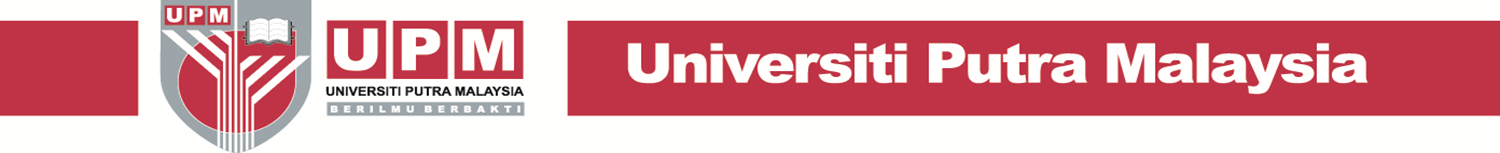 UPM
UPM
UNIVERSITI PUTRA MALAYSIA
BERILMU BERBAKTI
Universiti Putra Malaysia